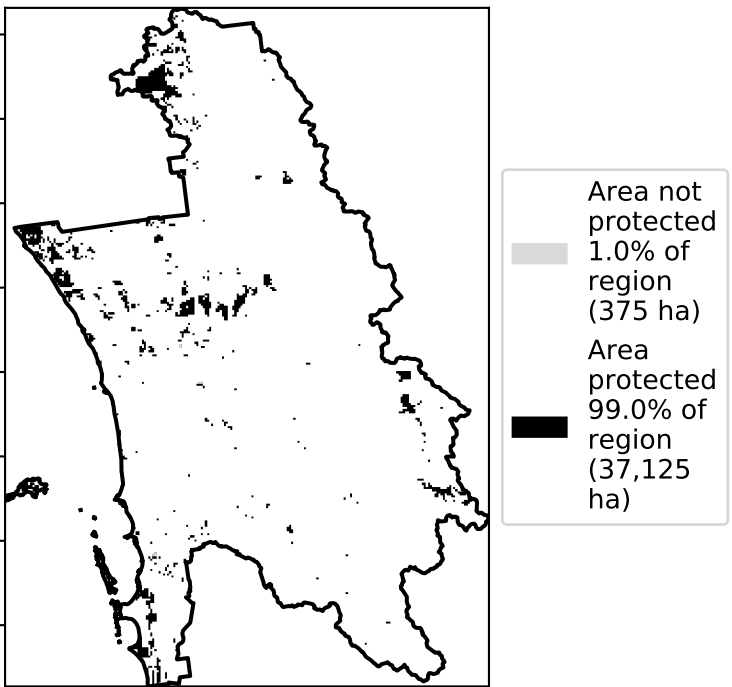 Area not
protected
1.0% of
region
(375 ha)
Area
protected
99.0% of
region
(37,125
ha)